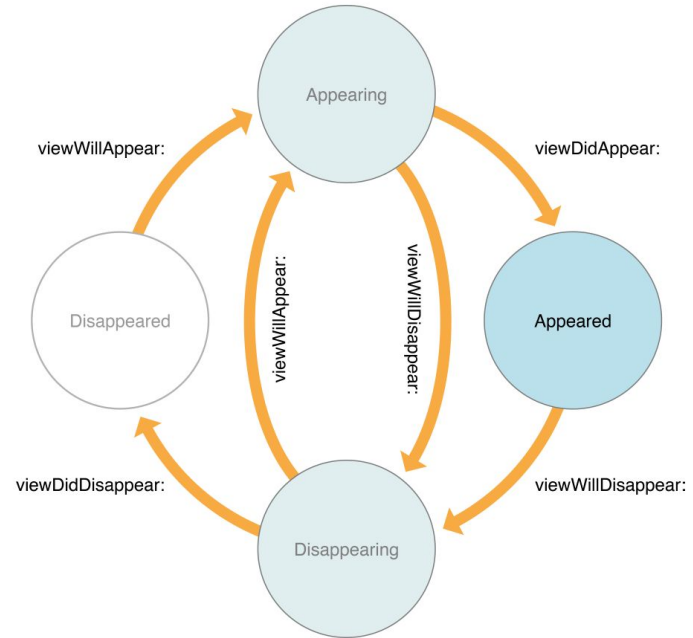 Appearing
viewWillAppear:
viewDidAppear:
viewWillAppear:
viewWillDisappear:
Disappeared
Appeared
viewDidDisappear:
viewWillDisappear:
Disappearing